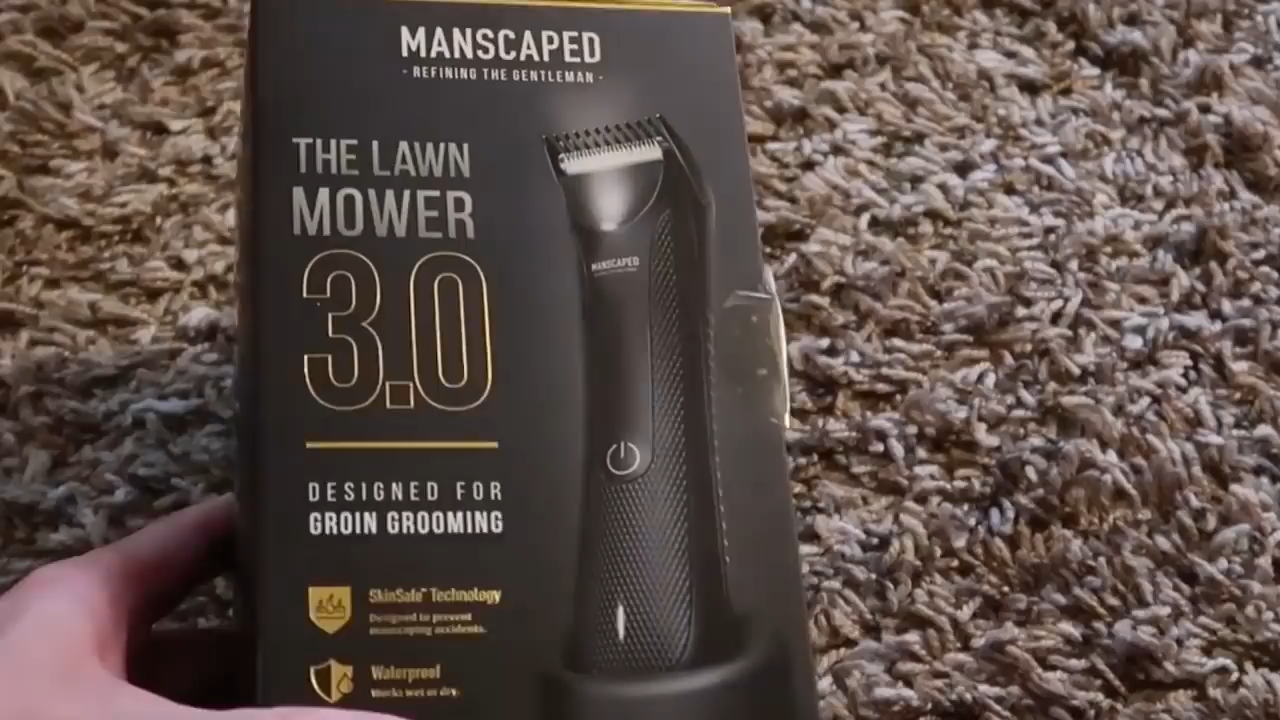 MANSCAPED
- REFINING THE GENTLEMAN -
THE LAWN
MOWER
3.0
MANSCAPED
DESIGNED FOR
GROIN GROOMING
SkinSafe™ Technology
Designed to prevent
manscaping accidents.
Waterproof
Works wet or dry.